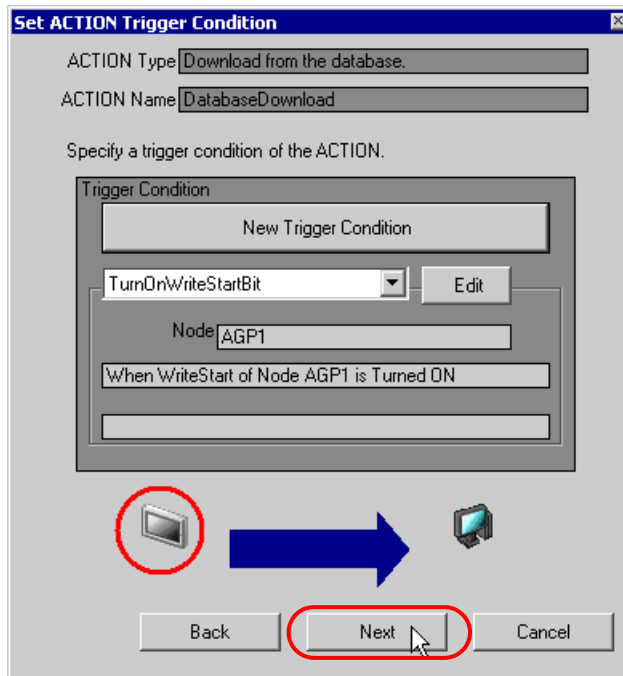 Set ACTION Trigger Condition
ACTION Type Download from the database.
ACTION Name DatabaseDownload
Specify a trigger condition of the ACTION.
Trigger Condition
New Trigger Condition
TurnOnWriteStartBit Edit
Node AGP1
When WriteStart of Node AGP1 is Turned ON
Back Next Cancel